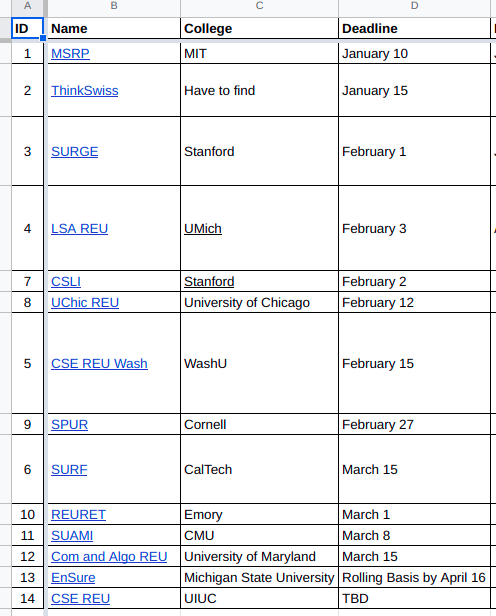 A B C D
ID Name College Deadline
1 MSRP MIT January 10
2 ThinkSwiss Have to find January 15
3 SURGE Stanford February 1
4 LSA REU UMich February 3
7 CSLI Stanford February 2
8 UChic REU University of Chicago February 12
5 CSE REU Wash WashU February 15
9 SPUR Cornell February 27
6 SURF CalTech March 15
10 REURET Emory March 1
11 SUAMI CMU March 8
12 Com and Algo REU University of Maryland March 15
13 EnSure Michigan State University Rolling Basis by April 16
14 CSE REU UIUC TBD